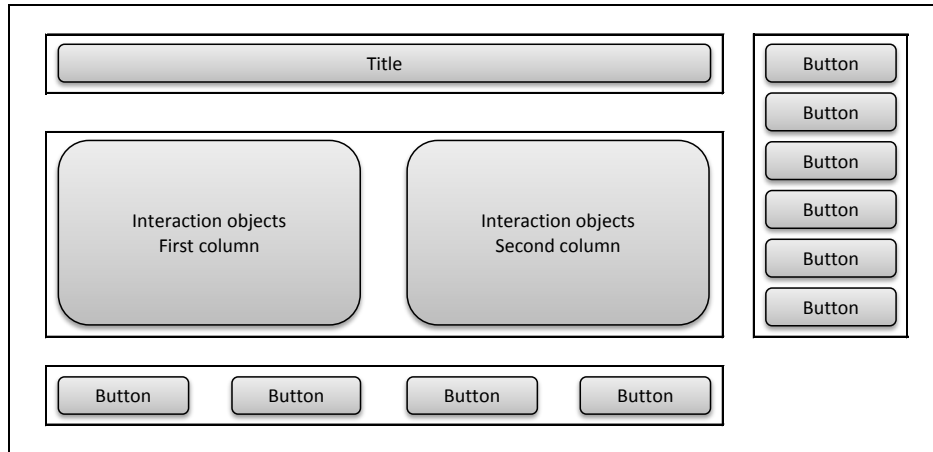 Title
Interaction objects
First column
Interaction objects
Second column
Button
Button
Button
Button
Button
Button
Button
Button
Button
Button